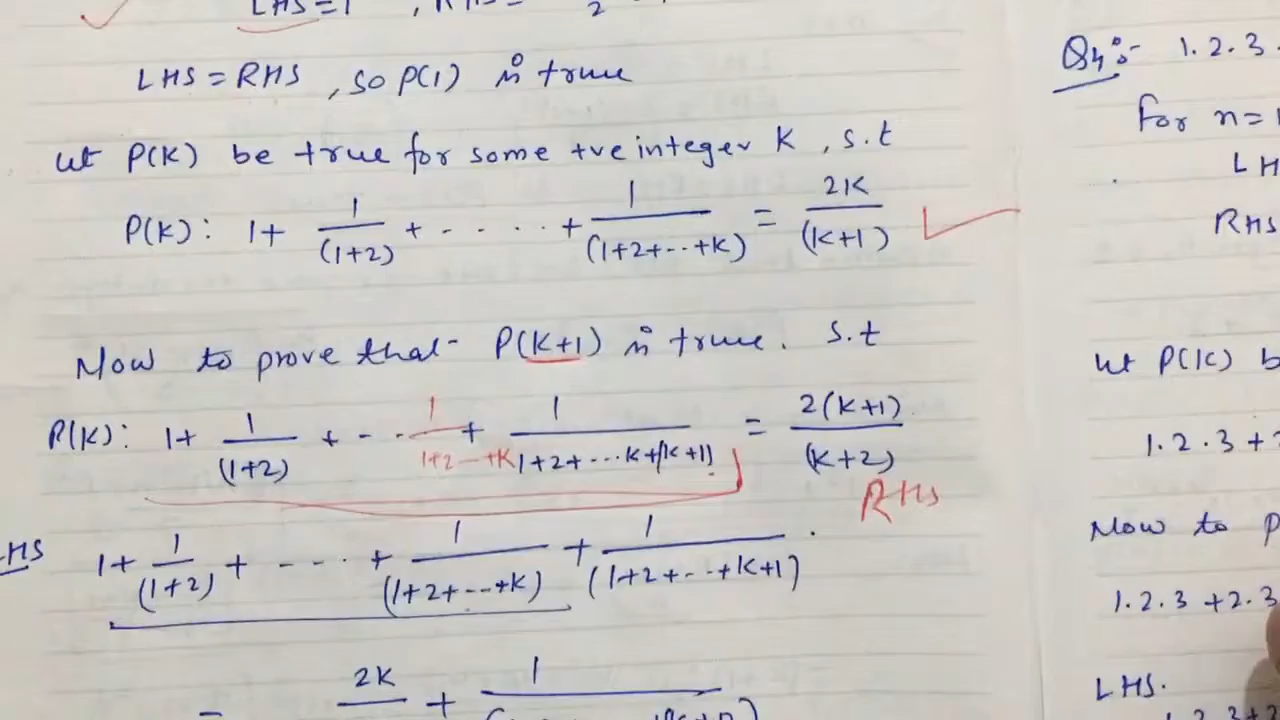 LHS = 1 , RHS = 2
LHS = RHS , so P(1) is true
let P(K) be true for some +ve integer K , s.t
P(K) : 1 + 1/(1+2) + - . . . . + 1/(1+2+-..+K) = 2K/(K+1)
Now to prove that- P(K+1) is true. s.t
P(K) : 1 + 1/(1+2) + - - . 1/1+2--+K + 1/1+2+-...K+(K+1) = 2(K+1)/(K+2)
RHS
LHS 1 + 1/(1+2) + - -- . . + 1/(1+2+-..+K) + 1/(1+2+-..+K+1) .
= 2K + 1
Q4:- 1.2.3
For n=
LH
RHS
let P(K) b
1.2.3 +
Now to p
1.2.3 +2.3
LHS.